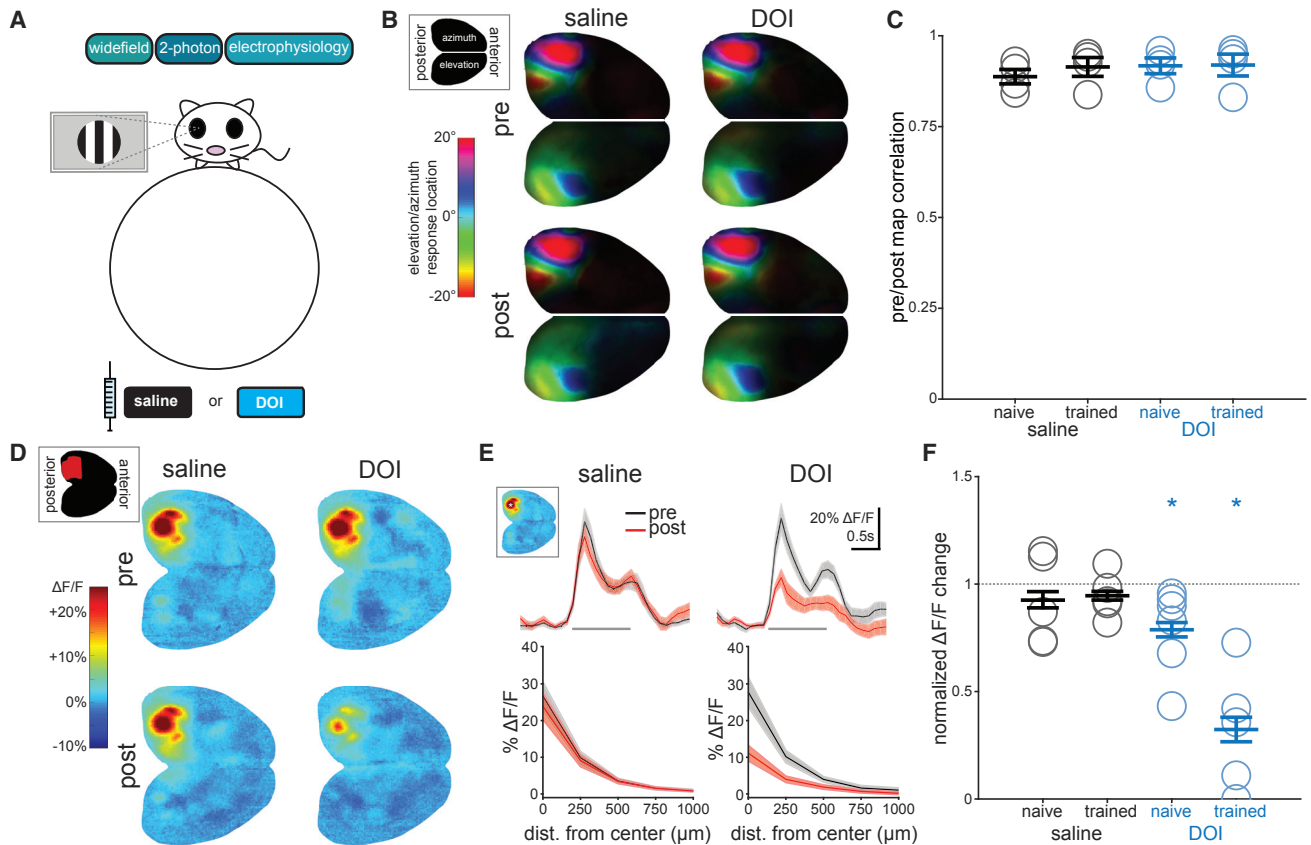 A
widefield
2-photon
electrophysiology
saline
or
DOI
B
posterior
azimuth
elevation
anterior
saline
DOI
pre
post
20°
0°
-20°
elevation/azimuth
response location
C
1
0.75
0.5
0.25
0
pre/post map correlation
naive
trained
naive
trained
saline
DOI
D
posterior
anterior
saline
DOI
pre
post
ΔF/F
+20%
+10%
0%
-10%
E
saline
DOI
pre
post
20% ΔF/F
0.5s
40
30
20
10
0
% ΔF/F
0
250
500
750
1000
dist. from center (µm)
40
30
20
10
0
% ΔF/F
0
250
500
750
1000
dist. from center (µm)
F
1.5
1
0.5
0
normalized ΔF/F change
*
*
naive
trained
naive
trained
saline
DOI